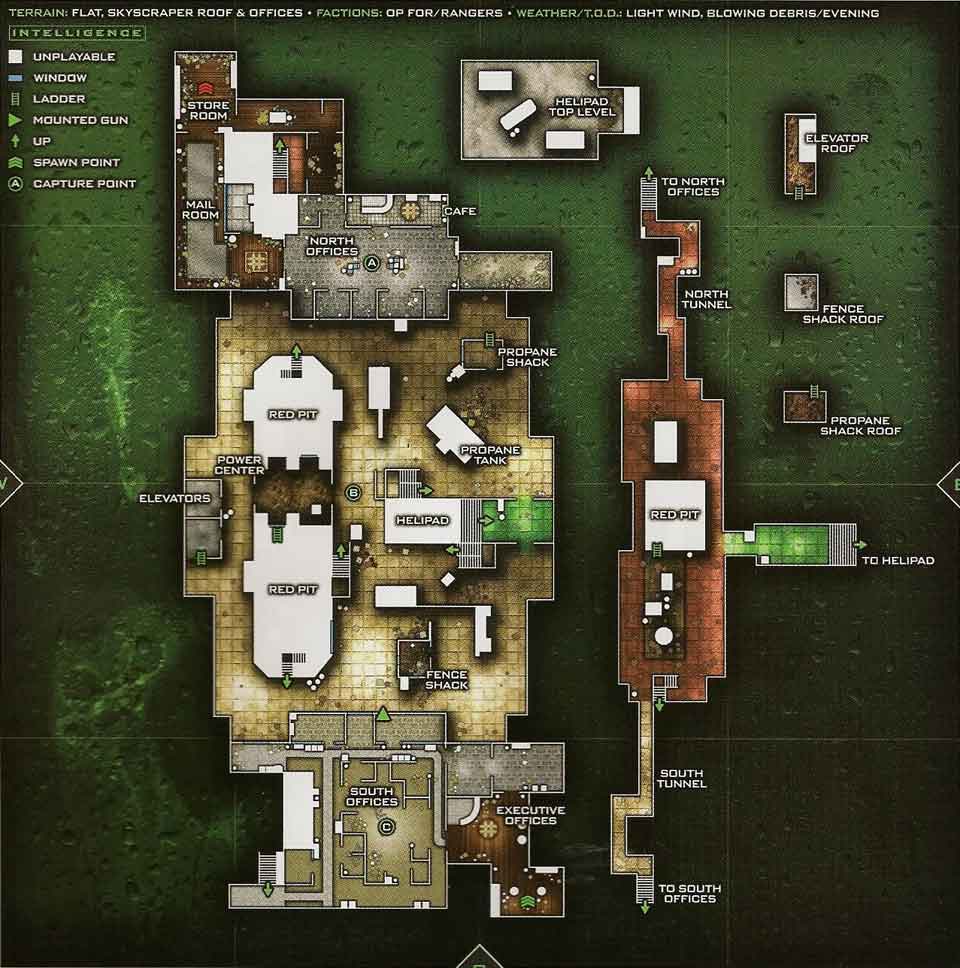 TERRAIN: FLAT, SKYSCRAPER ROOF & OFFICES • FACTIONS: OP FOR/RANGERS • WEATHER/T.O.D.: LIGHT WIND, BLOWING DEBRIS/EVENING
INTELLIGENCE
UNPLAYABLE
WINDOW
LADDER
MOUNTED GUN
UP
SPAWN POINT
A CAPTURE POINT
STORE
ROOM
HELIPAD
TOP LEVEL
ELEVATOR
ROOF
TO NORTH
OFFICES
MAIL
ROOM
CAFE
NORTH
OFFICES
A
NORTH
TUNNEL
FENCE
SHACK ROOF
PROPANE
SHACK
RED PIT
PROPANE
SHACK ROOF
PROPANE
TANK
POWER
CENTER
ELEVATORS
B
HELIPAD
RED PIT
TO HELIPAD
RED PIT
FENCE
SHACK
SOUTH
OFFICES
C
EXECUTIVE
OFFICES
SOUTH
TUNNEL
TO SOUTH
OFFICES